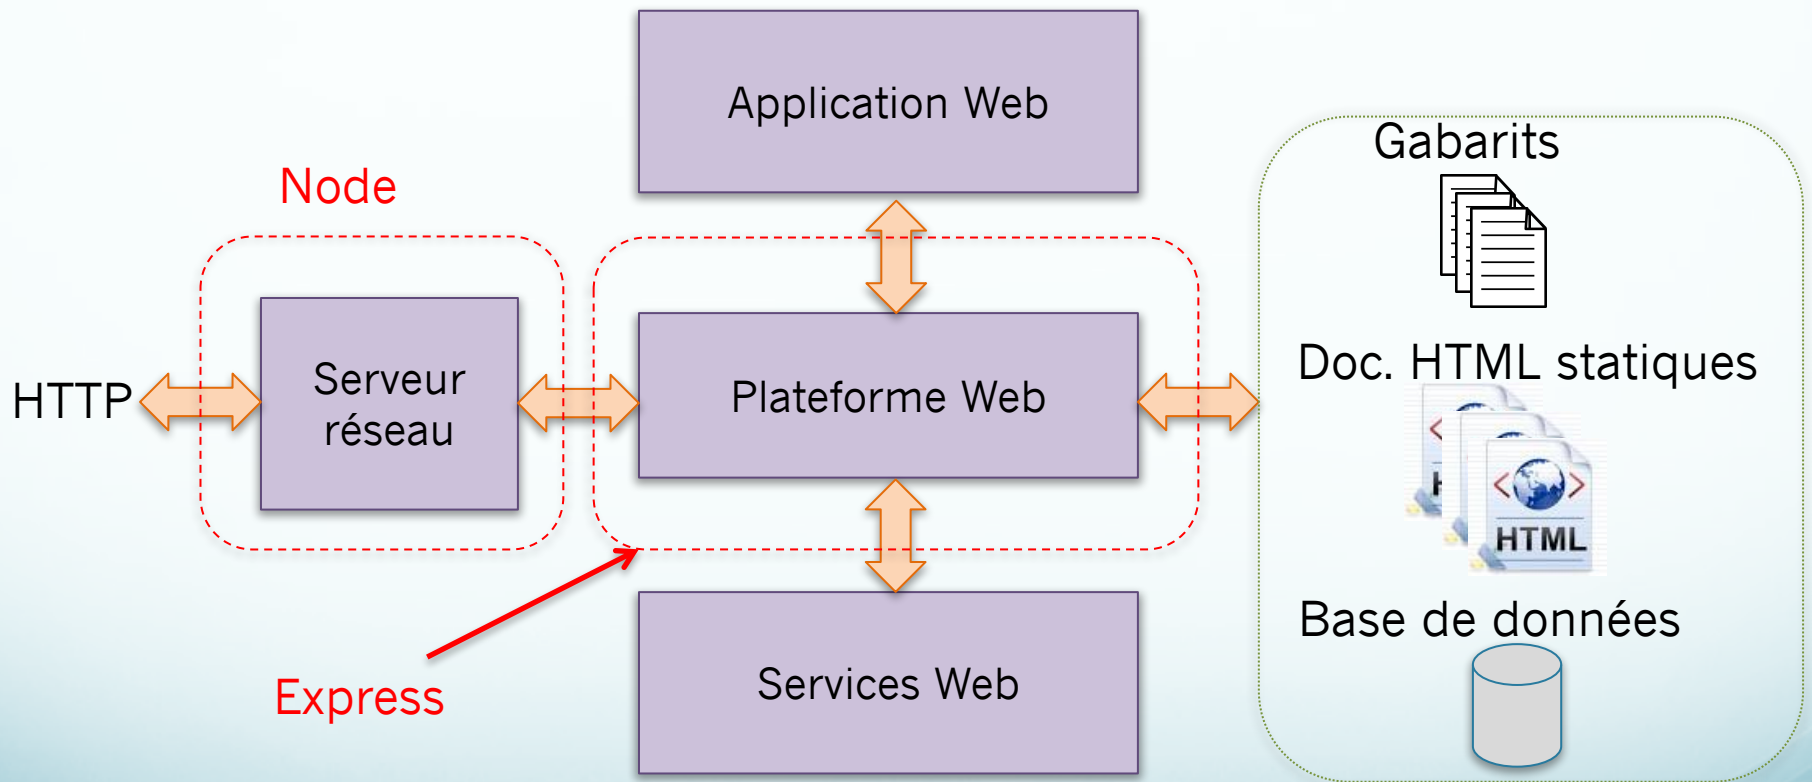 Application Web
Gabarits
Node
Doc. HTML statiques
HTTP
Serveur
réseau
Plateforme Web
HTML
Base de données
Express
Services Web